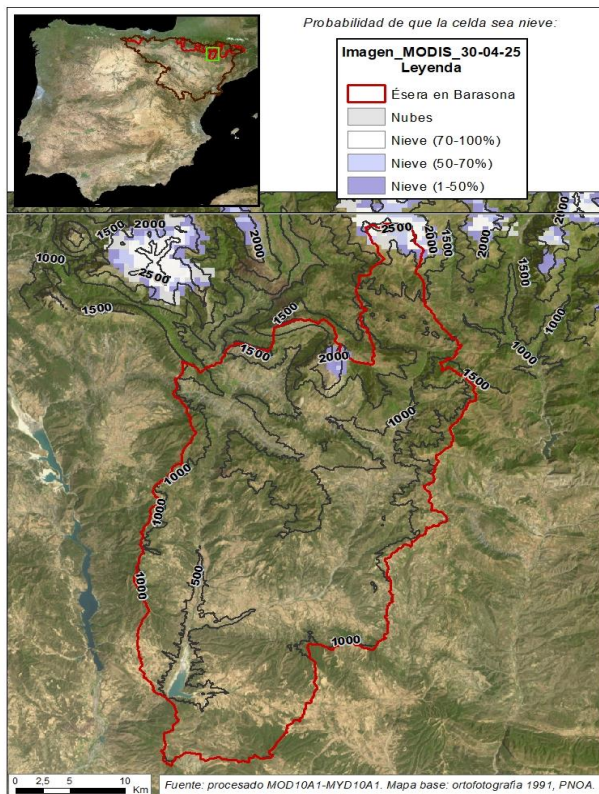 Probabilidad de que la celda sea nieve:
Imagen_MODIS_30-04-25
Leyenda
Ésera en Barasona
Nubes
Nieve (70-100%)
Nieve (50-70%)
Nieve (1-50%)
1500
2000
2500
2000
2500
2000
1500
2000
2000
1000
1500
1500
1500
1000
1500
1500
2000
1500
1000
1000
1000
1000
500
1000
0 2,5 5 10
Km
Fuente: procesado MOD10A1-MYD10A1. Mapa base: ortofotografia 1991, PNOA.